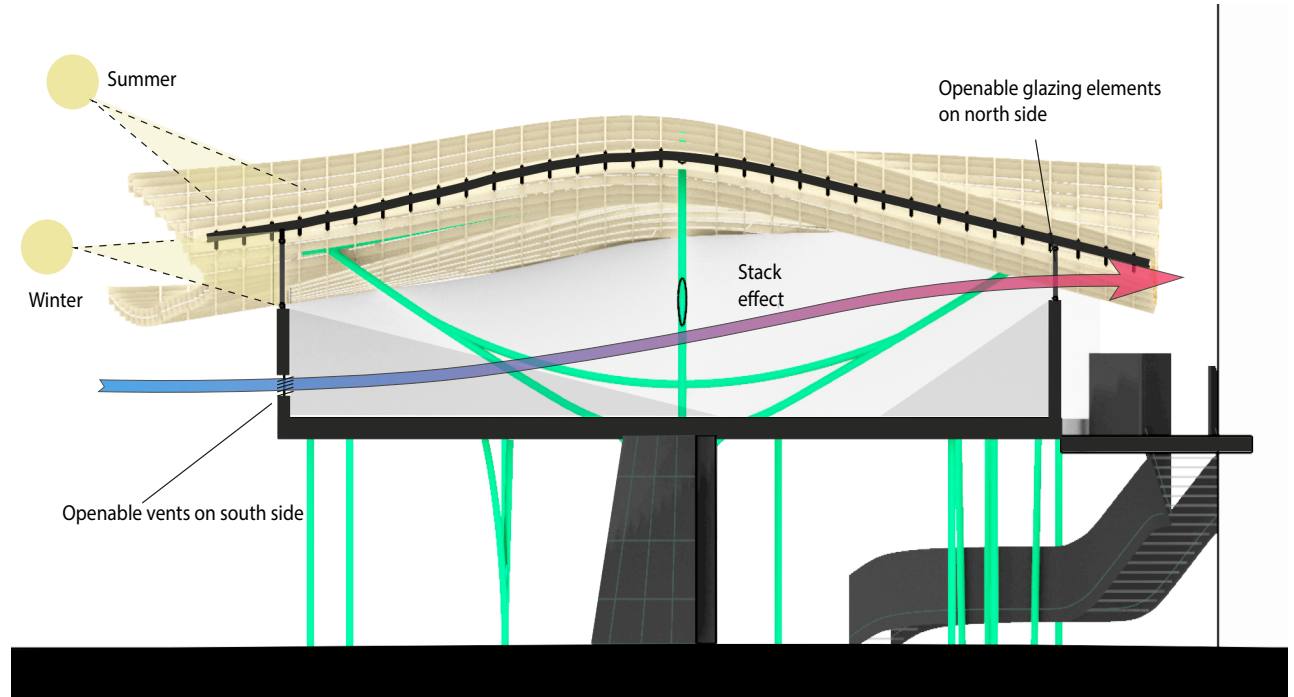 Summer
Openable glazing elements
on north side
Winter
Stack
effect
Openable vents on south side